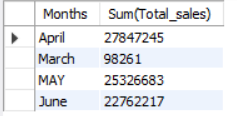 Months Sum(Total_sales)
April 27847245
March 98261
MAY 25326683
June 22762217